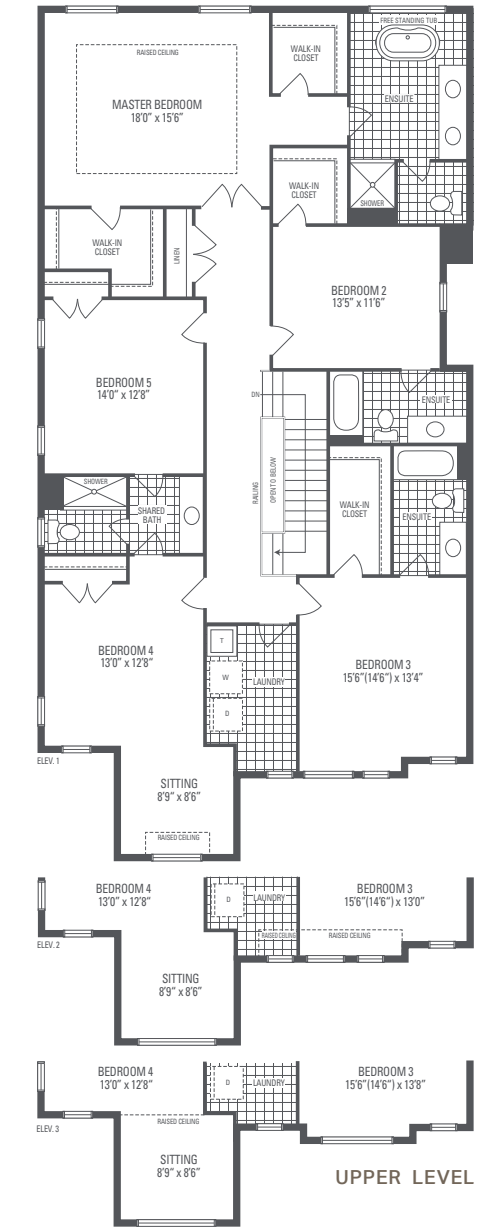 FREE STANDING TUB
RAISED CEILING
WALK-IN
CLOSET
MASTER BEDROOM
18'0" x 15'6"
ENSUITE
WALK-IN
CLOSET
SHOWER
WALK-IN
CLOSET
LINEN
BEDROOM 2
13'5" x 11'6"
BEDROOM 5
14'0" x 12'8"
DN
ENSUITE
RAILING
OPEN TO BELOW
SHOWER
SHARED
BATH
WALK-IN
CLOSET
ENSUITE
BEDROOM 4
13'0" x 12'8"
T
W
D
LAUNDRY
BEDROOM 3
15'6"(14'6") x 13'4"
ELEV. 1
SITTING
8'9" x 8'6"
RAISED CEILING
BEDROOM 4
13'0" x 12'8"
D
LAUNDRY
BEDROOM 3
15'6"(14'6") x 13'0"
RAISED CEILING
RAISED CEILING
ELEV. 2
SITTING
8'9" x 8'6"
BEDROOM 4
13'0" x 12'8"
D
LAUNDRY
BEDROOM 3
15'6"(14'6") x 13'8"
RAISED CEILING
ELEV. 3
SITTING
8'9" x 8'6"
UPPER LEVEL